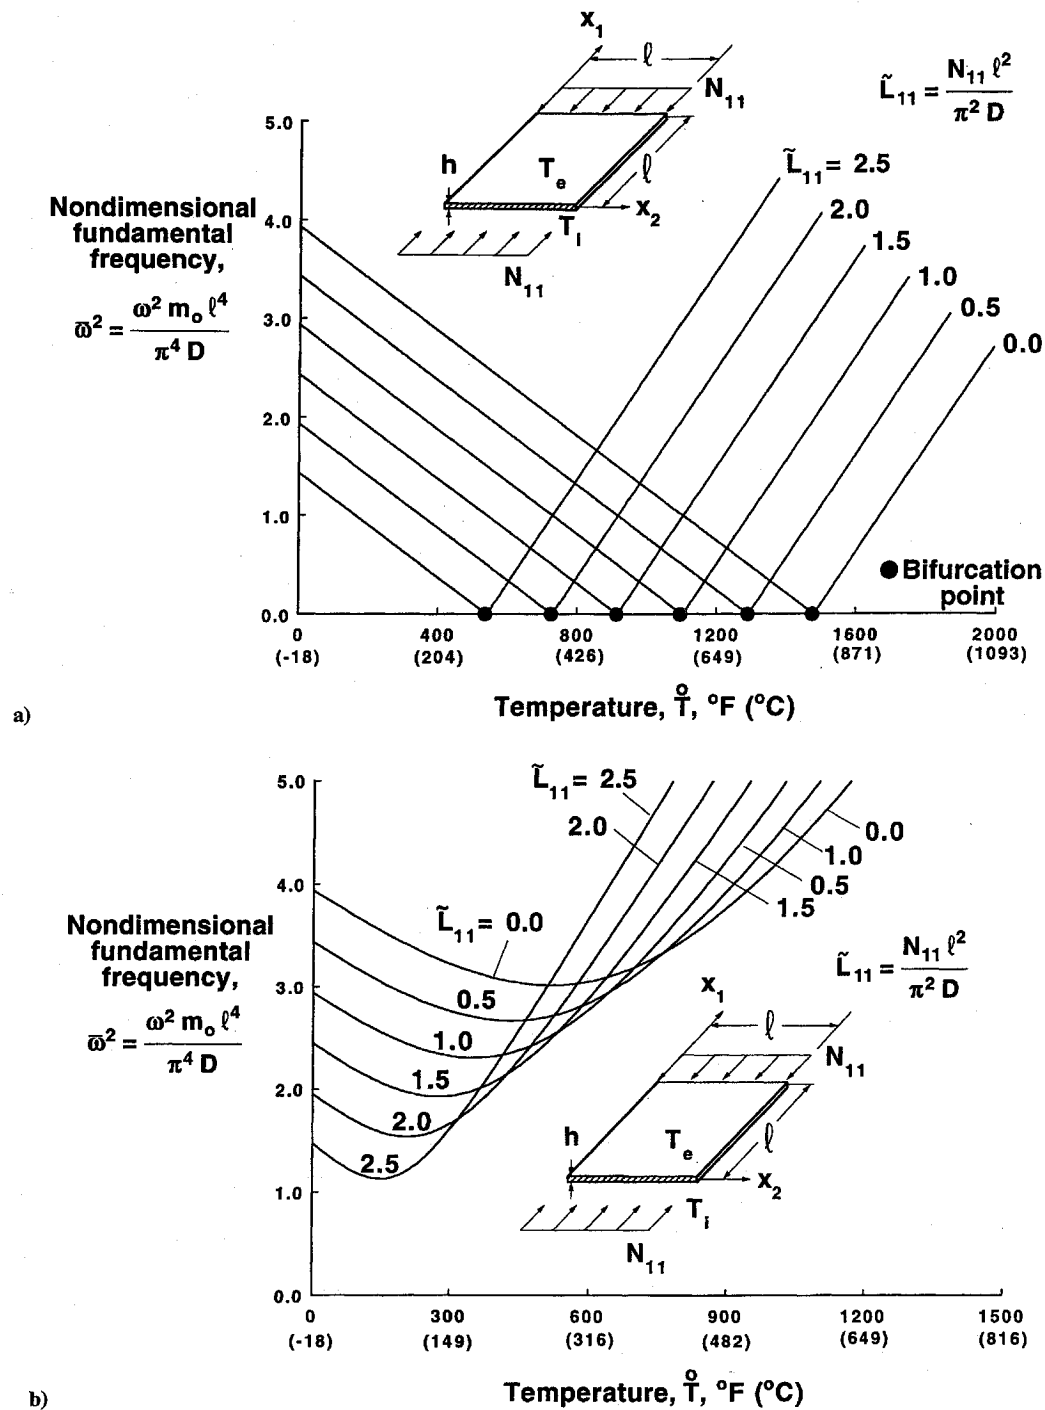 x₁
ℓ
N₁₁
L̃₁₁ = N₁₁ ℓ² / π² D
h
Tₑ
ℓ
x₂
Tᵢ
N₁₁
Nondimensional
fundamental
frequency,
ω̄² = ω² mₒ ℓ⁴ / π⁴ D
5.0
4.0
3.0
2.0
1.0
0.0
L̃₁₁ = 2.5
2.0
1.5
1.0
0.5
0.0
Bifurcation
point
0 400 800 1200 1600 2000
(-18) (204) (426) (649) (871) (1093)
Temperature, T̊, °F (°C)
a)
L̃₁₁ = 2.5
2.0
0.0
1.0
0.5
1.5
5.0
4.0
3.0
2.0
1.0
0.0
Nondimensional
fundamental
frequency,
ω̄² = ω² mₒ ℓ⁴ / π⁴ D
L̃₁₁ = 0.0
0.5
1.0
1.5
2.0
2.5
L̃₁₁ = N₁₁ ℓ² / π² D
x₁
ℓ
N₁₁
h
Tₑ
ℓ
x₂
Tᵢ
N₁₁
0 300 600 900 1200 1500
(-18) (149) (316) (482) (649) (816)
Temperature, T̊, °F (°C)
b)